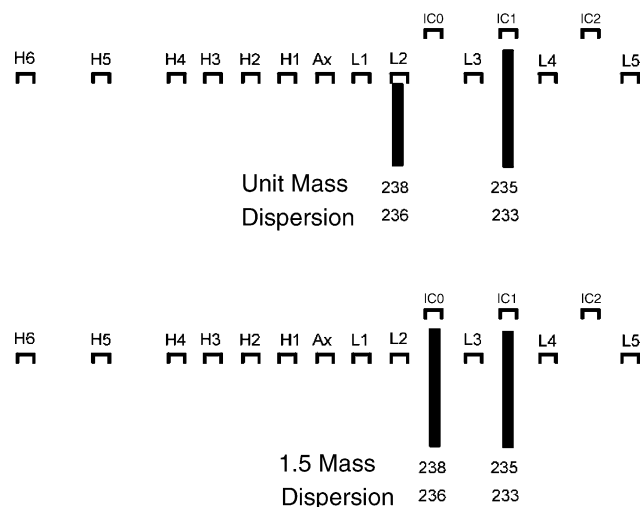 IC0 IC1 IC2
H6 H5 H4 H3 H2 H1 Ax L1 L2 L3 L4 L5
Unit Mass 238 235
Dispersion 236 233
IC0 IC1 IC2
H6 H5 H4 H3 H2 H1 Ax L1 L2 L3 L4 L5
1.5 Mass 238 235
Dispersion 236 233